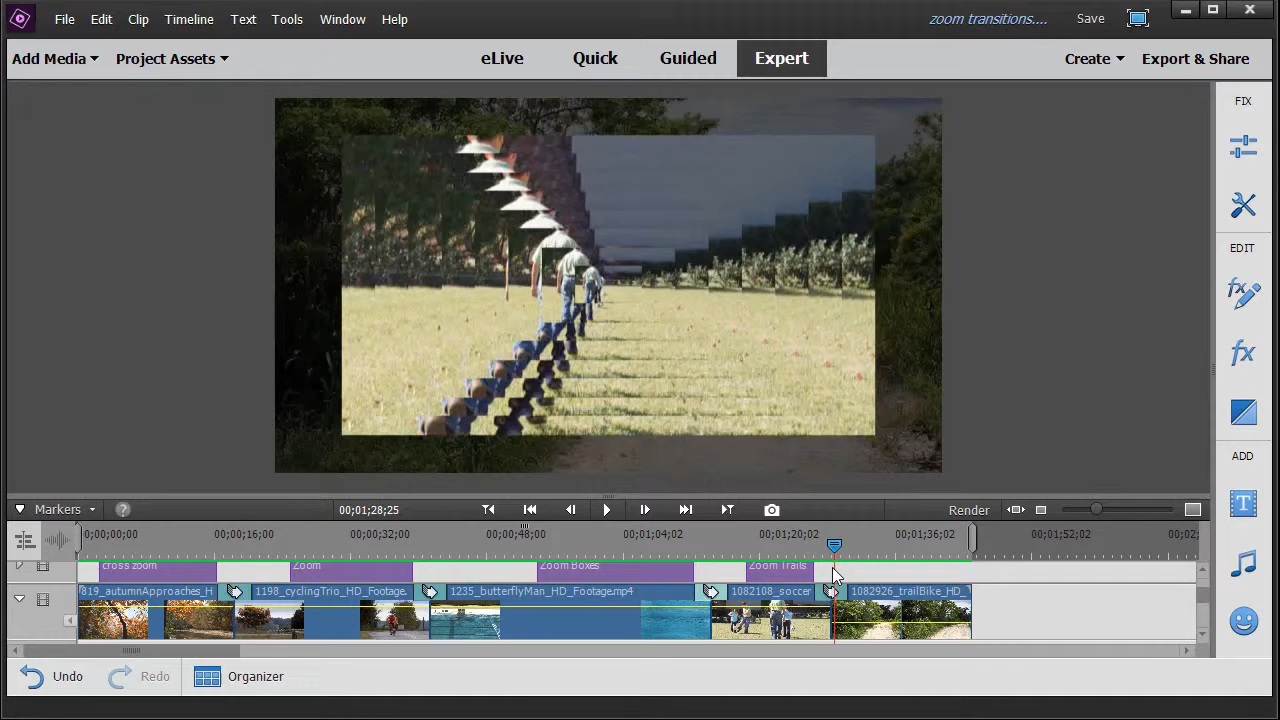 File Edit Clip Timeline Text Tools Window Help zoom transitions.... Save
Add Media Project Assets eLive Quick Guided Expert Create Export & Share
FIX
EDIT
ADD
Markers 00;01;28;25 Render
0;00;00;00 00;00;16;00 00;00;32;00 00;00;48;00 00;01;04;02 00;01;20;02 00;01;36;02 00;01;52;02 00;02;
cross zoom Zoom Zoom Boxes Zoom Trails
819_autumnApproaches_H 1198_cyclingTrio_HD_Footage. 1235_butterflyMan_HD_Footage.mp4 1082108_soccer 1082926_trailBike_HD_
Undo Redo Organizer